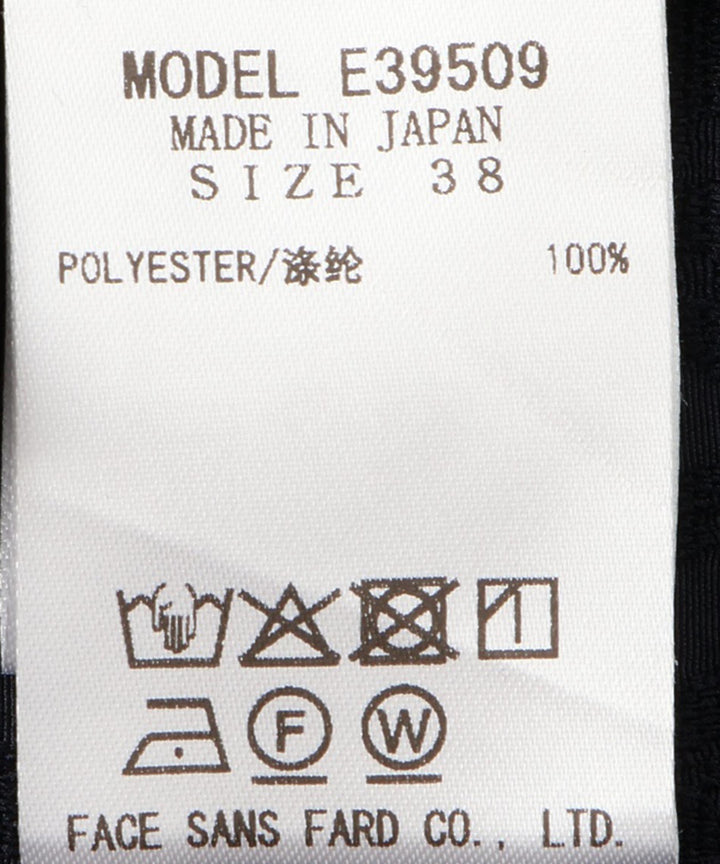 MODEL E39509
MADE IN JAPAN
SIZE 38
POLYESTER/涤纶 100%
F W
FACE SANS FARD CO., LTD.